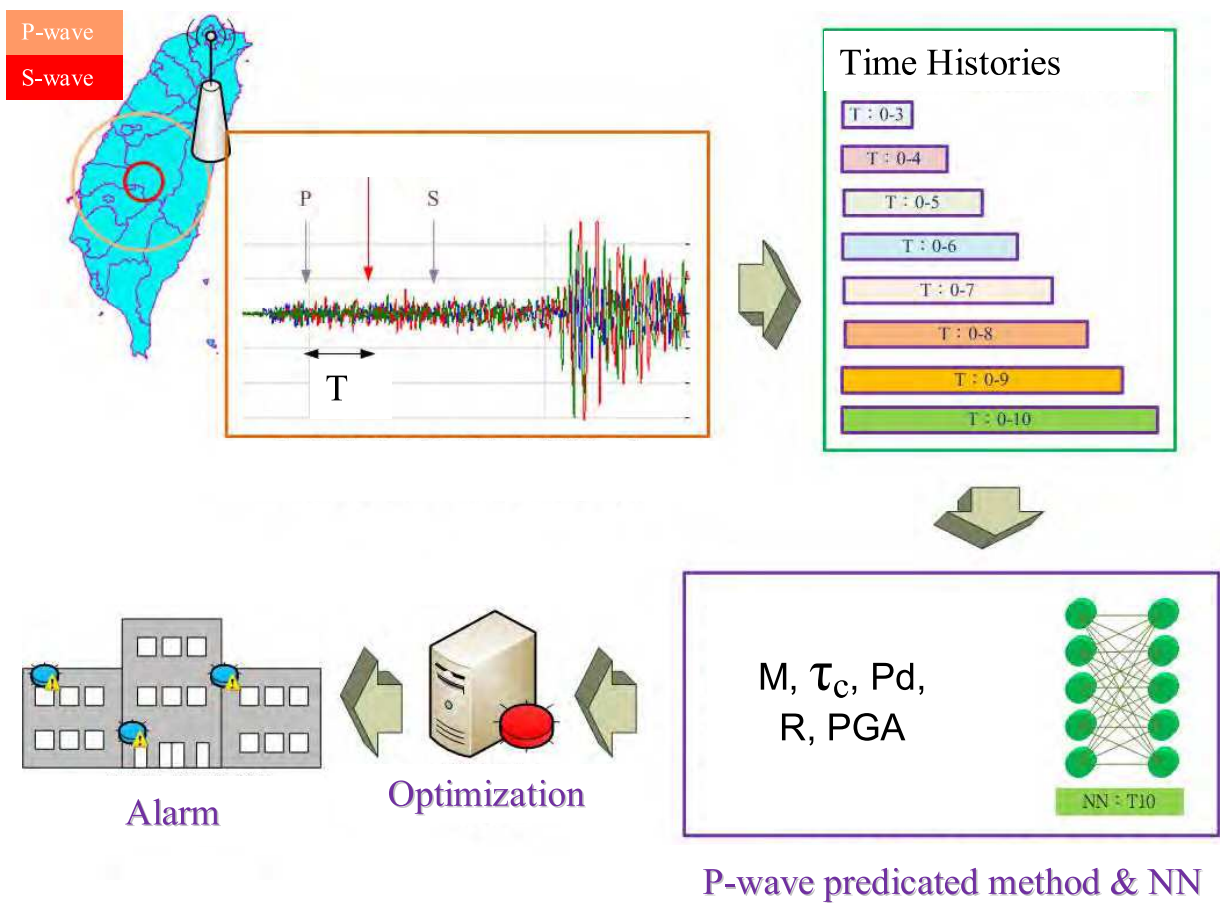 P-wave
S-wave
P
S
T
Time Histories
T：0-3
T：0-4
T：0-5
T：0-6
T：0-7
T：0-8
T：0-9
T：0-10
M, τc, Pd,
R, PGA
NN：T10
P-wave predicated method & NN
Optimization
Alarm